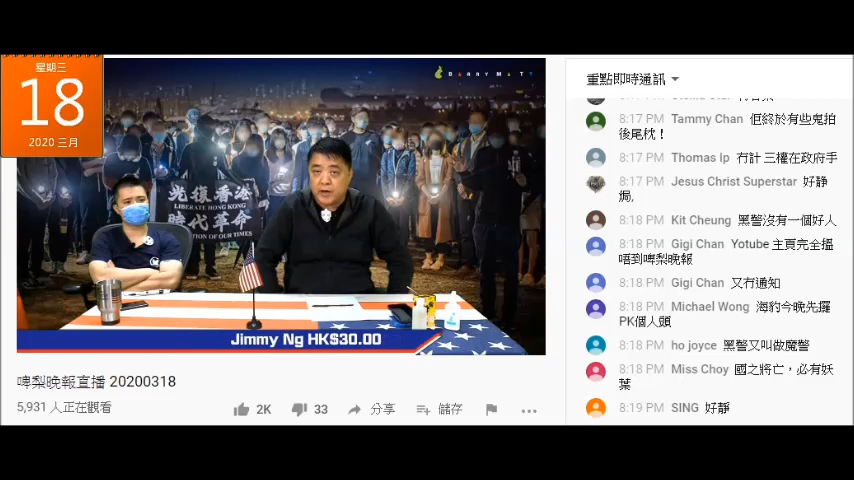 星期三
18
2020 三月
BARRYMATT
光復香港
LIBERATE HONG KONG
時代革命
TION OF OUR TIMES
Jimmy Ng HK$30.00
啤梨晚報直播 20200318
5,931 人正在觀看
2K
33
分享
儲存
重點即時通訊
8:17 PM Tammy Chan 佢終於有些鬼拍
後尾枕！
8:17 PM Thomas Ip 冇計 三權在政府手
8:17 PM Jesus Christ Superstar 好靜
焗,
8:18 PM Kit Cheung 黑警沒有一個好人
8:18 PM Gigi Chan Yotube 主頁完全搵
唔到啤梨晚報
8:18 PM Gigi Chan 又冇通知
8:18 PM Michael Wong 海豹今晚先攞
PK個人頭
8:18 PM ho joyce 黑警又叫做魔警
8:18 PM Miss Choy 國之將亡，必有妖
葉
8:19 PM SING 好靜